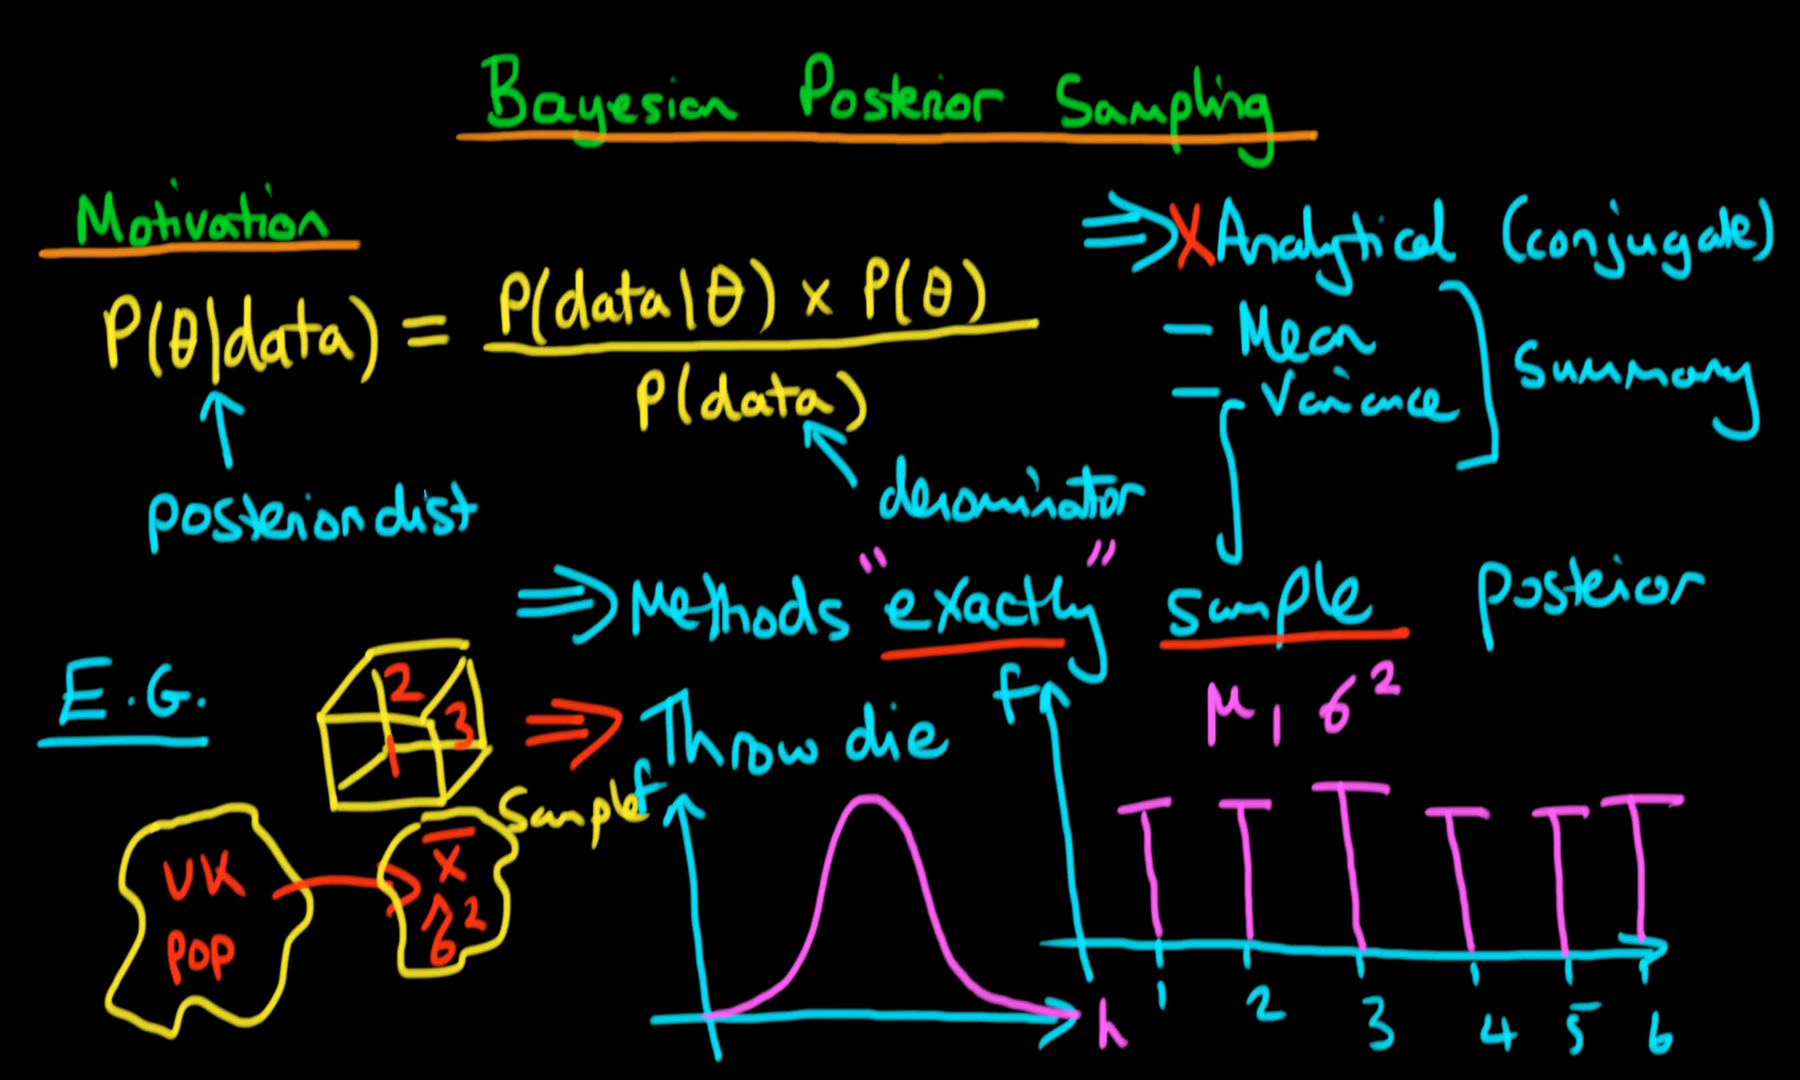 Bayesian Posterior Sampling
Motivation
P(θ|data) = P(data|θ) x P(θ)
P(data)
posterior dist
denominator
⇒ X Analytical (conjugate)
- Mean
- Variance
Summary
⇒ Methods "exactly" sample posterior
E.G.
2
3
1
⇒ Throw die
f
μ, σ²
UK
POP
Sample
x̄
σ̂²
f
h
1 2 3 4 5 6